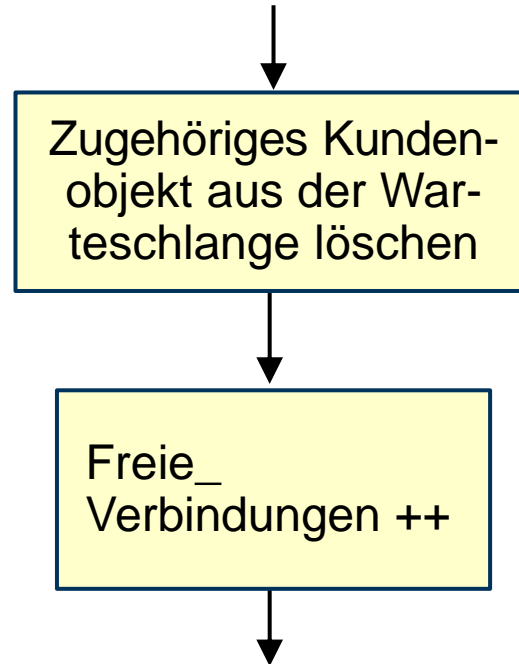 Zugehöriges Kunden-
objekt aus der War-
teschlange löschen
Freie_
Verbindungen ++